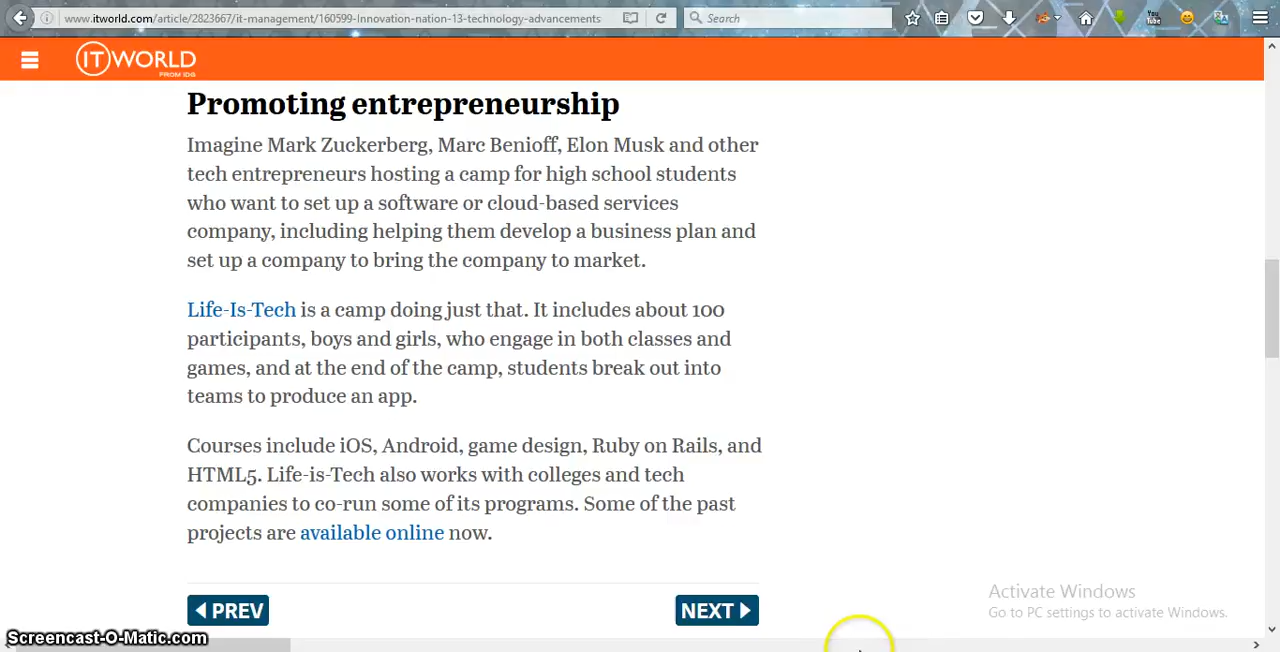 www.itworld.com/article/2823667/it-management/160599-Innovation-nation-13-technology-advancements
Search
You
Tube
ITWORLD
FROM IDG
Promoting entrepreneurship
Imagine Mark Zuckerberg, Marc Benioff, Elon Musk and other
tech entrepreneurs hosting a camp for high school students
who want to set up a software or cloud-based services
company, including helping them develop a business plan and
set up a company to bring the company to market.
Life-Is-Tech is a camp doing just that. It includes about 100
participants, boys and girls, who engage in both classes and
games, and at the end of the camp, students break out into
teams to produce an app.
Courses include iOS, Android, game design, Ruby on Rails, and
HTML5. Life-is-Tech also works with colleges and tech
companies to co-run some of its programs. Some of the past
projects are available online now.
PREV
NEXT
Activate Windows
Go to PC settings to activate Windows.
Screencast-O-Matic.com